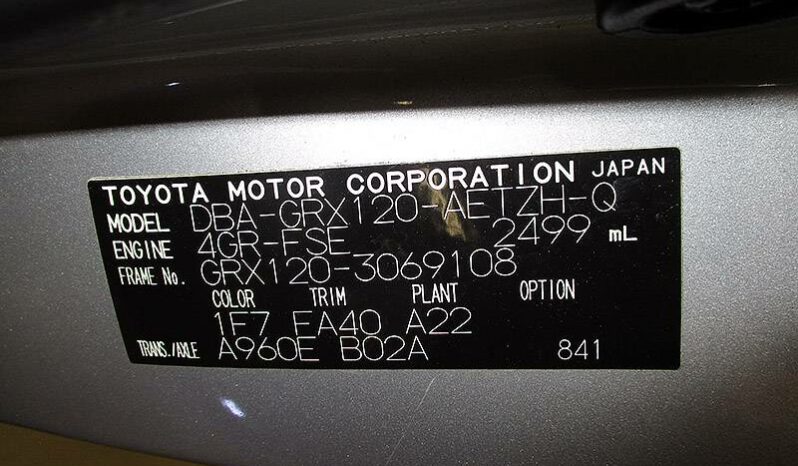 TOYOTA MOTOR CORPORATION JAPAN
MODEL DBA-GRX120-AETZH-Q
ENGINE 4GR-FSE 2499 mL
FRAME No. GRX120-3069108
COLOR TRIM PLANT OPTION
1F7 FA40 A22
TRANS./AXLE A960E B02A 841